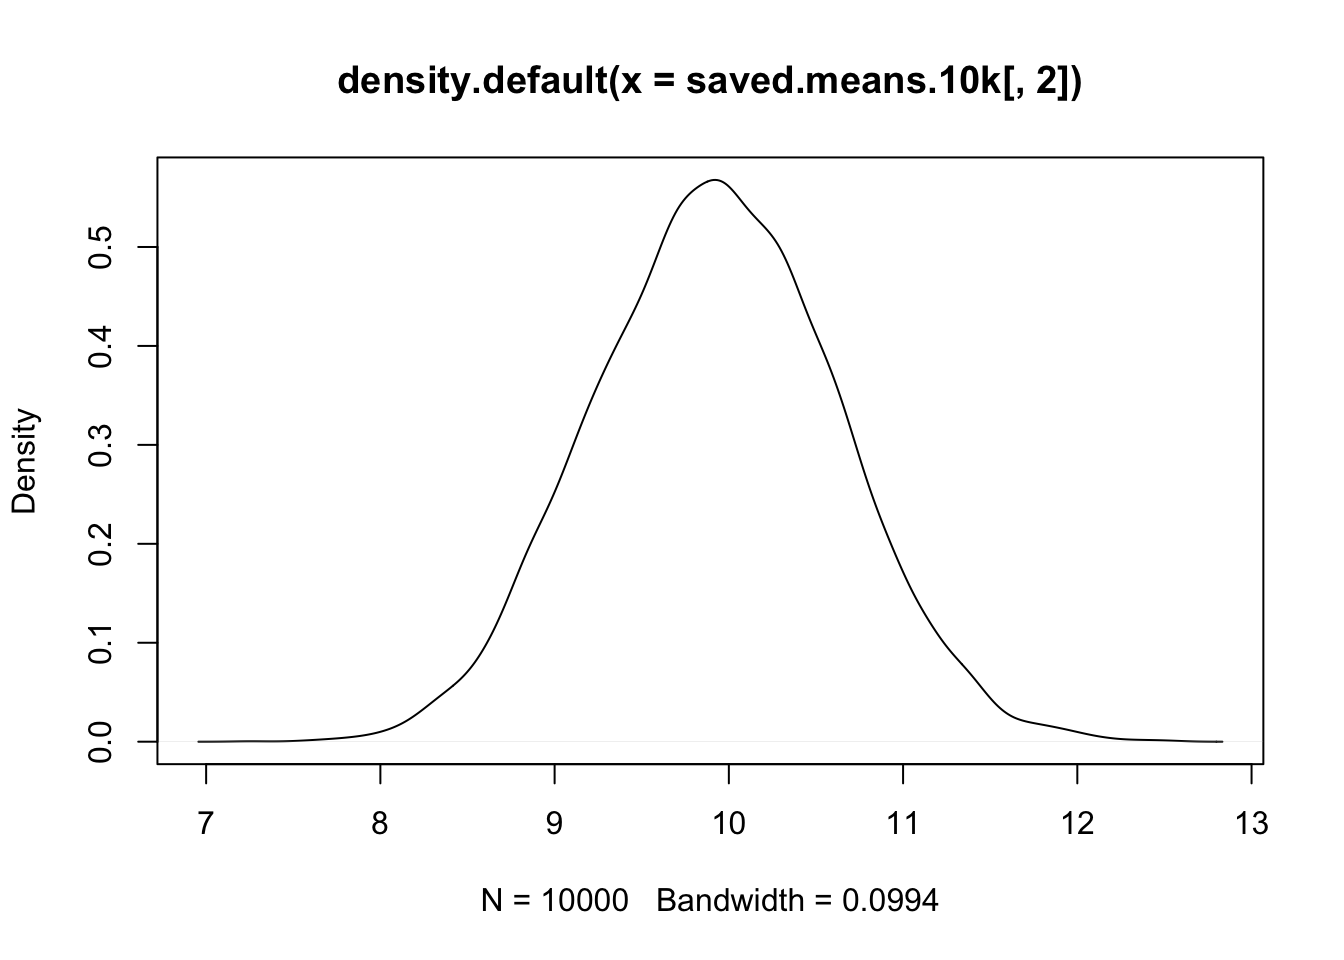 density.default(x = saved.means.10k[, 2])
Density
0.5
0.4
0.3
0.2
0.1
0.0
7 8 9 10 11 12 13
N = 10000 Bandwidth = 0.0994